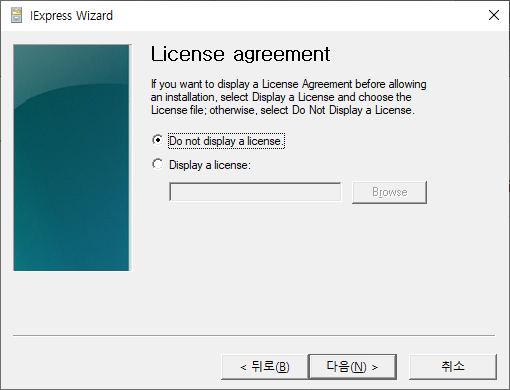 IExpress Wizard
License agreement
If you want to display a License Agreement before allowing
an installation, select Display a License and choose the
License file; otherwise, select Do Not Display a License.
Do not display a license.
Display a license:
Browse
< 뒤로(B)
다음(N) >
취소